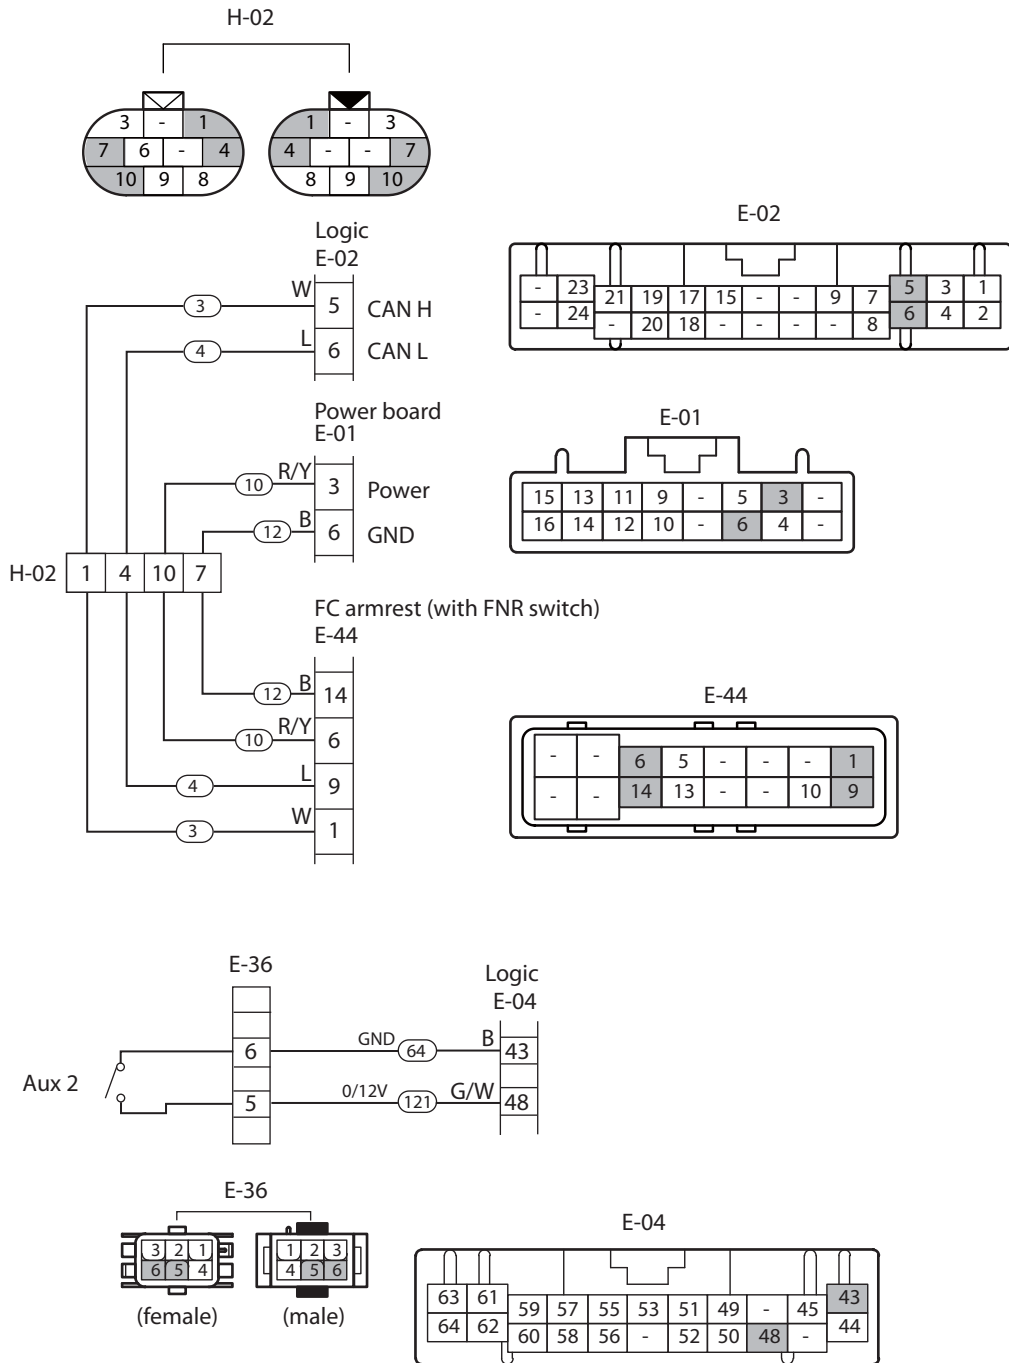 H-02
3 - 1 1 - 3
7 6 - 4 4 - - 7
10 9 8 8 9 10
Logic
E-02
W
3 5 CAN H
L
4 6 CAN L
E-02
- 23 21 19 17 15 - - 9 7 5 3 1
- 24 - 20 18 - - - - 8 6 4 2
Power board
E-01
R/Y
10 3 Power
B
12 6 GND
E-01
15 13 11 9 - 5 3 -
16 14 12 10 - 6 4 -
H-02 1 4 10 7
FC armrest (with FNR switch)
E-44
B
12 14
R/Y
10 6
L
4 9
W
3 1
E-44
- - 6 5 - - - 1
- - 14 13 - - 10 9
E-36
Logic
E-04
6 GND 64 B 43
Aux 2
5 0/12V 121 G/W 48
E-36
3 2 1 1 2 3
6 5 4 4 5 6
(female) (male)
E-04
63 61 59 57 55 53 51 49 - 45 43
64 62 60 58 56 - 52 50 48 - 44